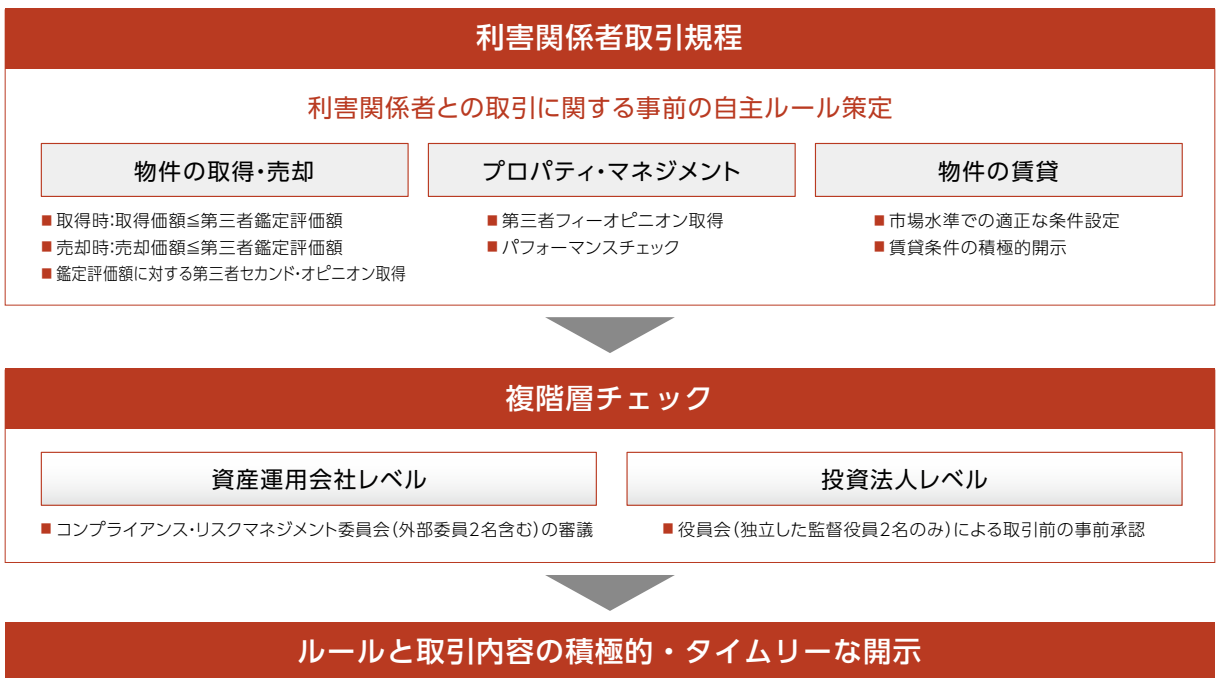 利害関係者取引規程
利害関係者との取引に関する事前の自主ルール策定
物件の取得・売却
■取得時:取得価額≦第三者鑑定評価額
■売却時:売却価額≦第三者鑑定評価額
■鑑定評価額に対する第三者セカンド・オピニオン取得
プロパティ・マネジメント
■第三者フィーオピニオン取得
■パフォーマンスチェック
物件の賃貸
■市場水準での適正な条件設定
■賃貸条件の積極的開示
複階層チェック
資産運用会社レベル
■コンプライアンス・リスクマネジメント委員会(外部委員2名含む)の審議
投資法人レベル
■役員会(独立した監督役員2名のみ)による取引前の事前承認
ルールと取引内容の積極的・タイムリーな開示